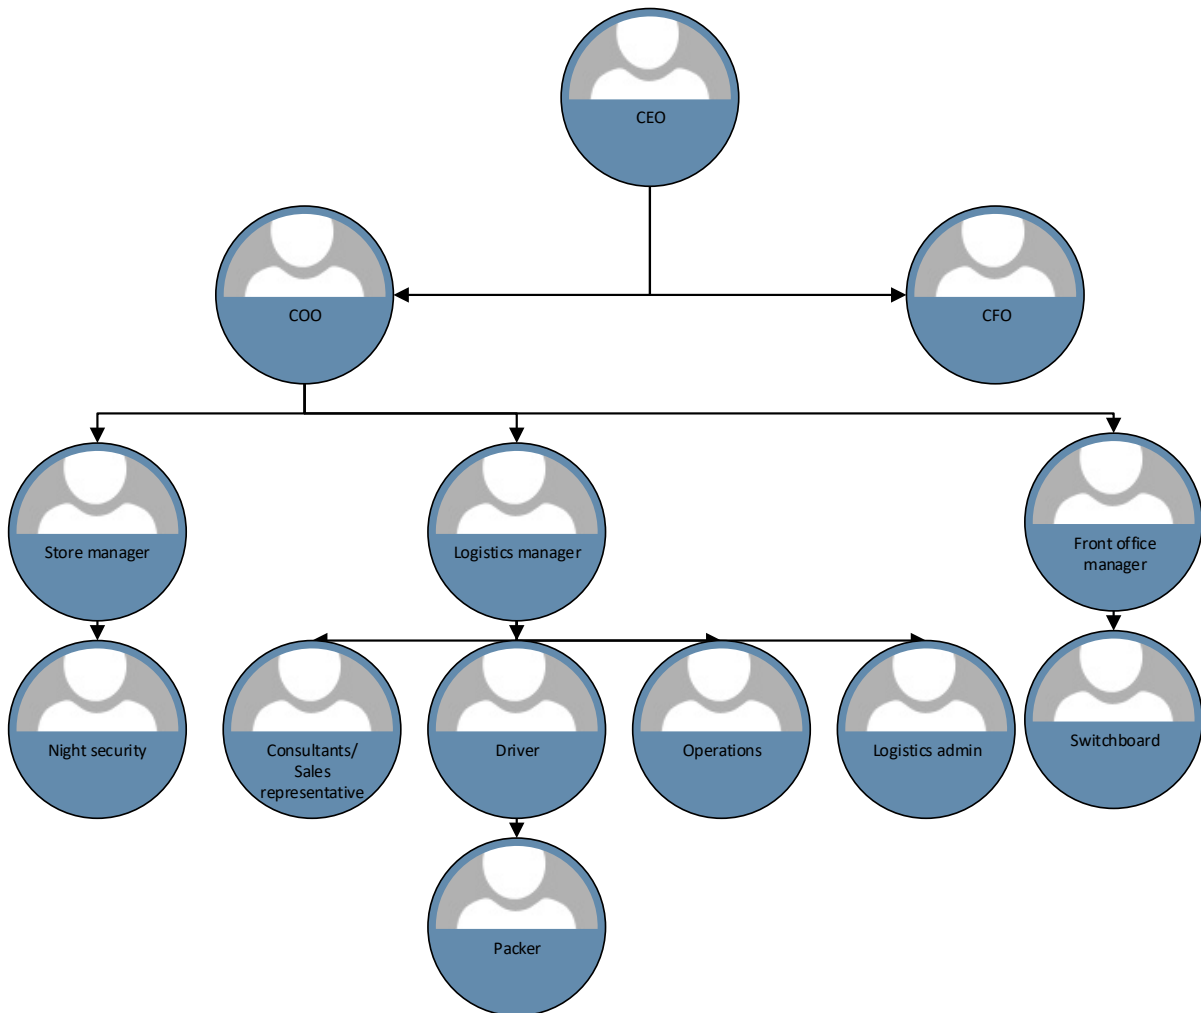 CEO
COO
CFO
Store manager
Logistics manager
Front office
manager
Night security
Consultants/
Sales
representative
Driver
Operations
Logistics admin
Switchboard
Packer